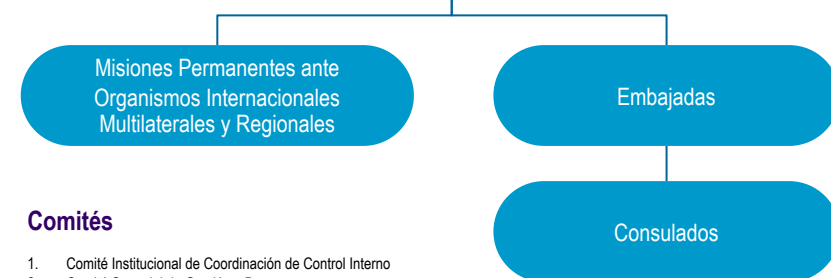 Misiones Permanentes ante
Organismos Internacionales
Multilaterales y Regionales
Embajadas
Consulados
Comités
1. Comité Institucional de Coordinación de Control Interno